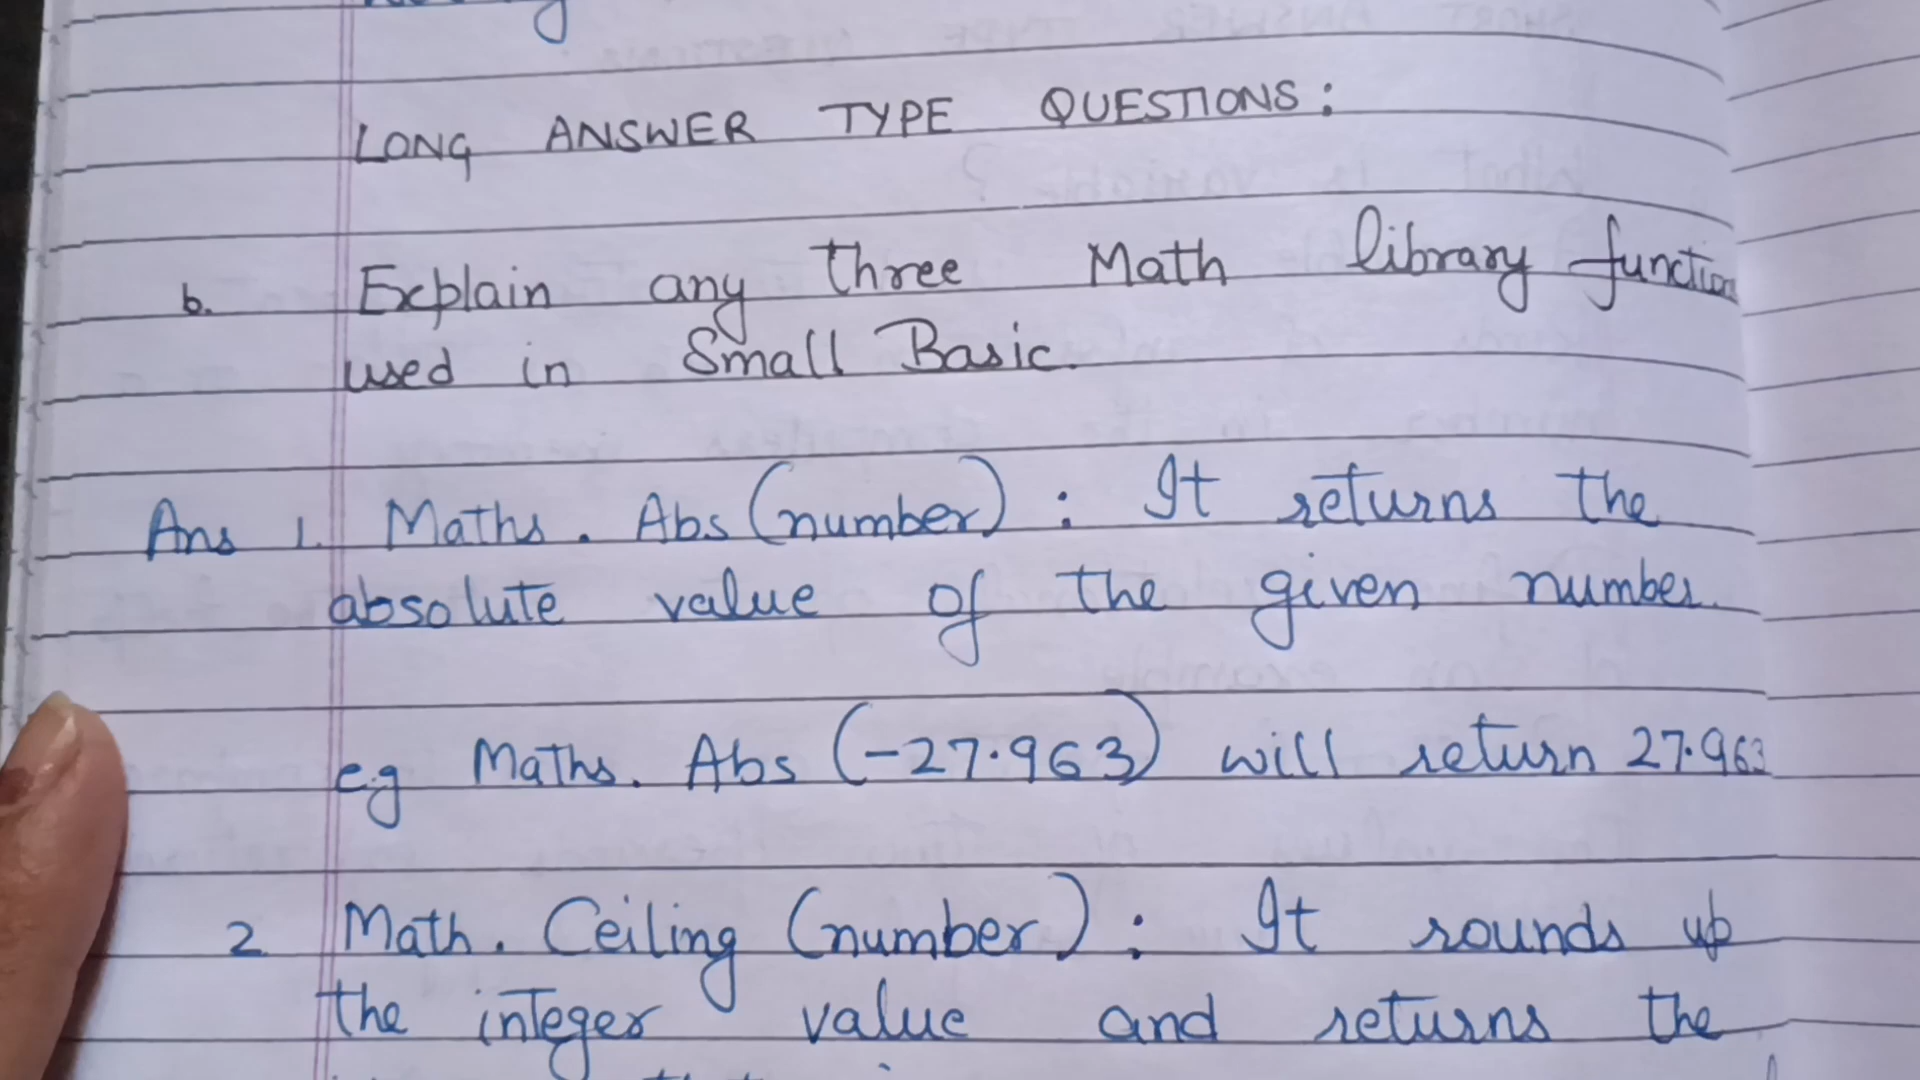 LONG ANSWER TYPE QUESTIONS:
b. Explain any three Math library function
used in Small Basic.
Ans 1. Maths. Abs (number) : It returns the
absolute value of the given number.
eg Maths. Abs (-27.963) will return 27.963
2 Math. Ceiling (number) : It rounds up
the integer value and returns the